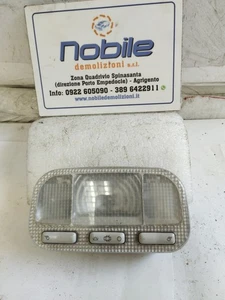 nobile
demolizioni s.r.l.
Zona Quadrivio Spinasanta
(direzione Porto Empedocle) - Agrigento
Info: 0922 605090 - 389 6422911
www.nobiledemolizioni.it